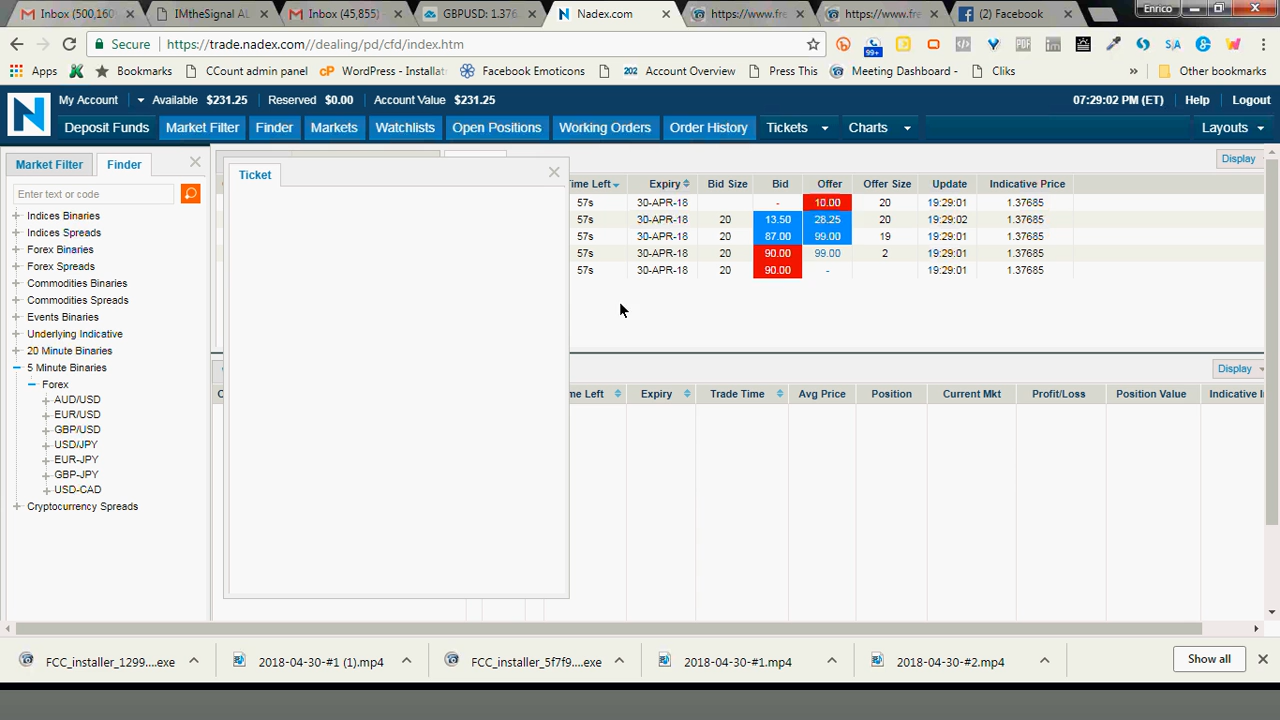 Inbox (500,160)
IMtheSignal AL
Inbox (45,855)
GBPUSD: 1.376
Nadex.com
https://www.fre
https://www.fre
(2) Facebook
Enrico
Secure
https://trade.nadex.com//dealing/pd/cfd/index.htm
99+
Apps
Bookmarks
CCount admin panel
WordPress - Installat
Facebook Emoticons
202 Account Overview
Press This
Meeting Dashboard -
Cliks
»
Other bookmarks
My Account
Available $231.25
Reserved $0.00
Account Value $231.25
07:29:02 PM (ET)
Help
Logout
N
Deposit Funds
Market Filter
Finder
Markets
Watchlists
Open Positions
Working Orders
Order History
Tickets
Charts
Layouts
Market Filter
Finder
Enter text or code
Indices Binaries
Indices Spreads
Forex Binaries
Forex Spreads
Commodities Binaries
Commodities Spreads
Events Binaries
Underlying Indicative
20 Minute Binaries
5 Minute Binaries
Forex
AUD/USD
EUR/USD
GBP/USD
USD/JPY
EUR-JPY
GBP-JPY
USD-CAD
Cryptocurrency Spreads
Ticket
Display
ime Left Expiry Bid Size Bid Offer Offer Size Update Indicative Price
57s 30-APR-18 - 10.00 20 19:29:01 1.37685
57s 30-APR-18 20 13.50 28.25 20 19:29:02 1.37685
57s 30-APR-18 20 87.00 99.00 19 19:29:01 1.37685
57s 30-APR-18 20 90.00 99.00 2 19:29:01 1.37685
57s 30-APR-18 20 90.00 - 19:29:01 1.37685
Display
me Left Expiry Trade Time Avg Price Position Current Mkt Profit/Loss Position Value Indicative I
FCC_installer_1299....exe
2018-04-30-#1 (1).mp4
FCC_installer_5f7f9....exe
2018-04-30-#1.mp4
2018-04-30-#2.mp4
Show all